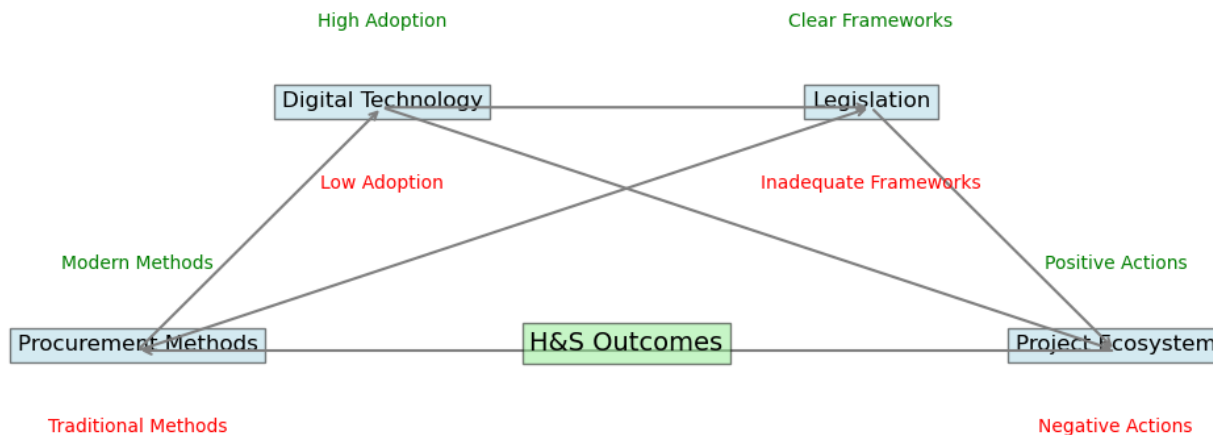 High Adoption
Clear Frameworks
Digital Technology
Legislation
Low Adoption
Inadequate Frameworks
Modern Methods
Positive Actions
Procurement Methods
H&S Outcomes
Project Ecosystem
Traditional Methods
Negative Actions